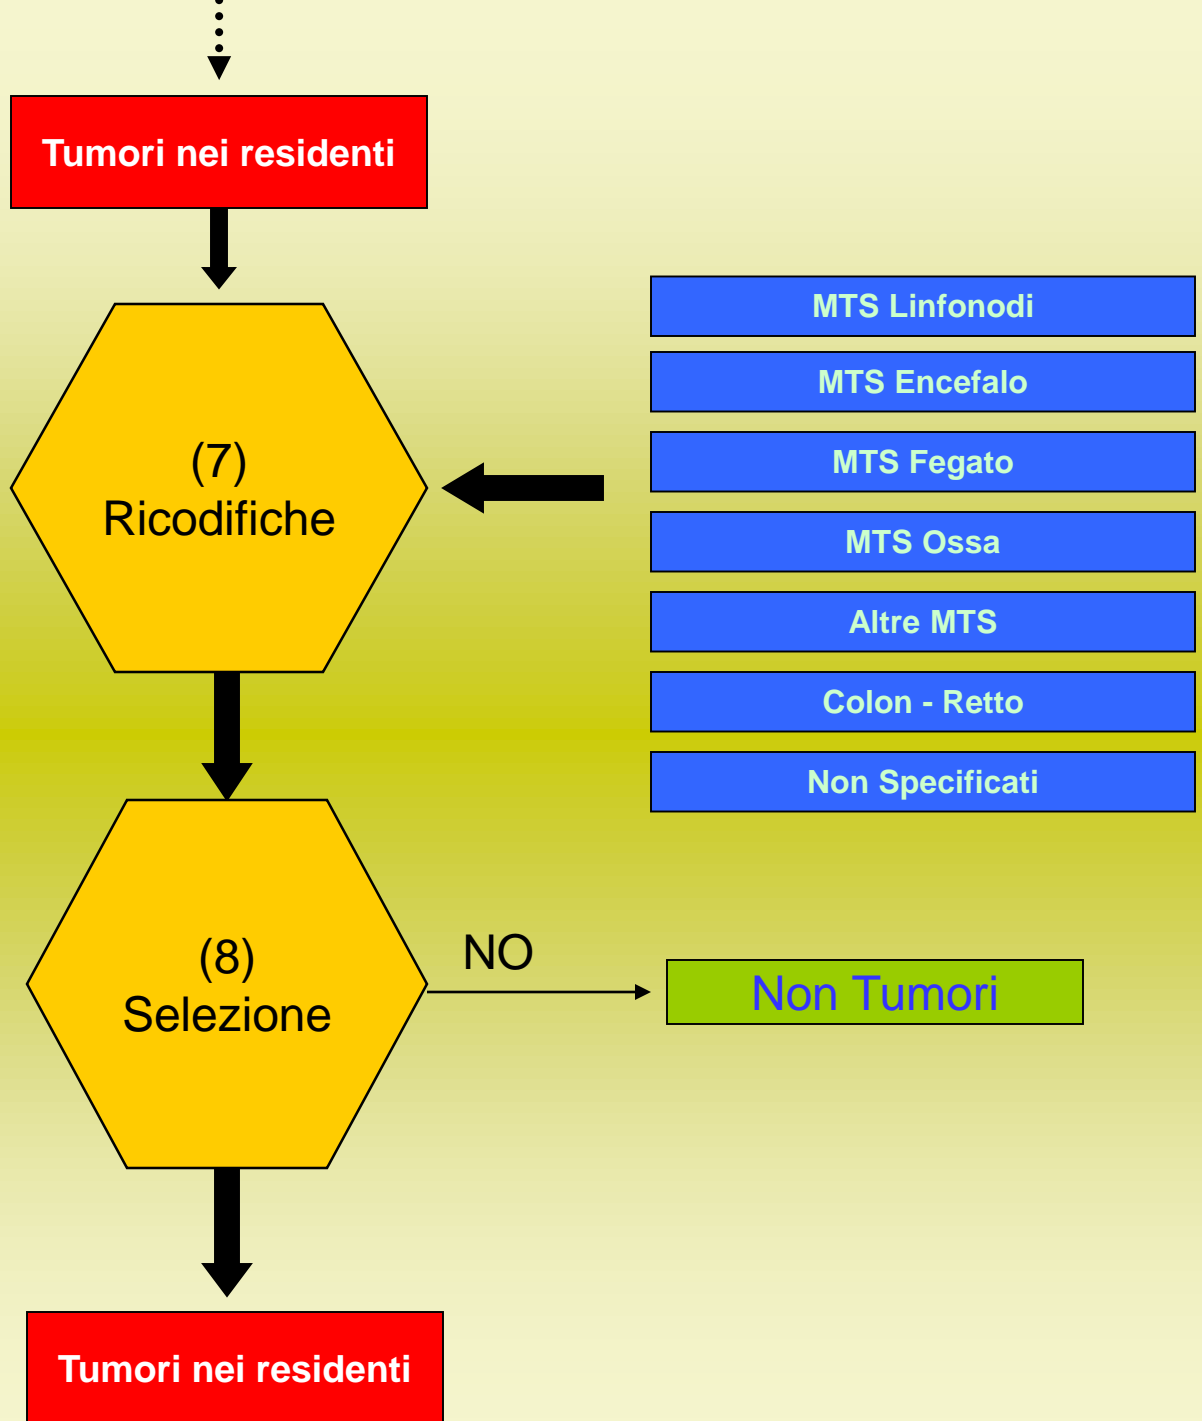 Tumori nei residenti
(7)
Ricodifiche
MTS Linfonodi
MTS Encefalo
MTS Fegato
MTS Ossa
Altre MTS
Colon - Retto
Non Specificati
(8)
Selezione
NO
Non Tumori
Tumori nei residenti